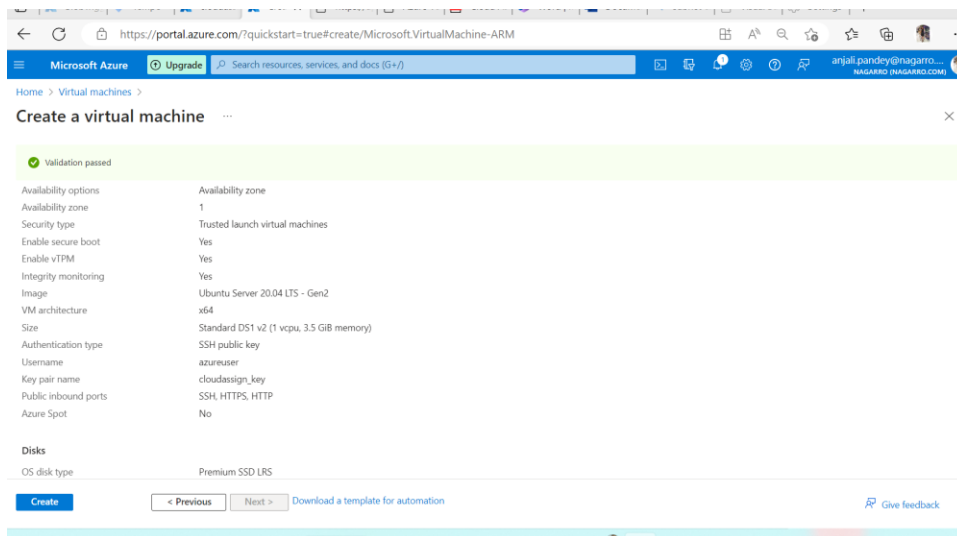 https://portal.azure.com/?quickstart=true#create/Microsoft.VirtualMachine-ARM
Microsoft Azure Upgrade Search resources, services, and docs (G+/) 1 anjali.pandey@nagarro....
NAGARRO (NAGARRO.COM)
Home > Virtual machines >
Create a virtual machine ...
Validation passed
Availability options Availability zone
Availability zone 1
Security type Trusted launch virtual machines
Enable secure boot Yes
Enable vTPM Yes
Integrity monitoring Yes
Image Ubuntu Server 20.04 LTS - Gen2
VM architecture x64
Size Standard DS1 v2 (1 vcpu, 3.5 GiB memory)
Authentication type SSH public key
Username azureuser
Key pair name cloudassign_key
Public inbound ports SSH, HTTPS, HTTP
Azure Spot No
Disks
OS disk type Premium SSD LRS
Create < Previous Next > Download a template for automation Give feedback